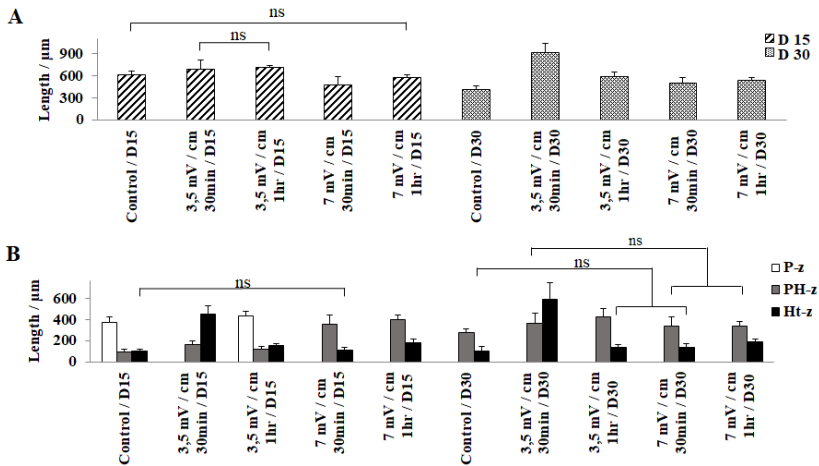 A
ns
ns
D 15
D 30
Length / µm
900
600
300
0
Control / D15
3,5 mV / cm
30min / D15
3,5 mV / cm
1hr / D15
7 mV / cm
30min / D15
7 mV / cm
1hr / D15
Control / D30
3,5 mV / cm
30min / D30
3,5 mV / cm
1hr / D30
7 mV / cm
30min / D30
7 mV / cm
1hr / D30
B
ns
ns
ns
P-z
PH-z
Ht-z
Length / µm
600
400
200
0
Control / D15
3,5 mV / cm
30min / D15
3,5 mV / cm
1hr / D15
7 mV / cm
30min / D15
7 mV / cm
1hr / D15
Control / D30
3,5 mV / cm
30min / D30
3,5 mV / cm
1hr / D30
7 mV / cm
30min / D30
7 mV / cm
1hr / D30